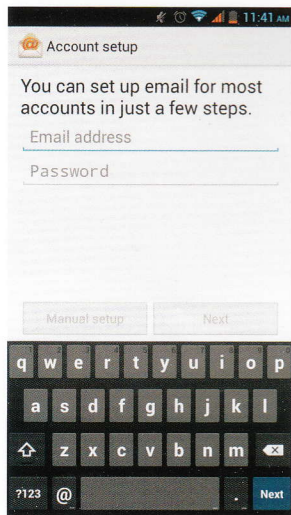 11:41 AM
Account setup
You can set up email for most
accounts in just a few steps.
Email address
Password
Manual setup Next
q w e r t y u i o p
a s d f g h j k l
z x c v b n m
?123 @ . Next